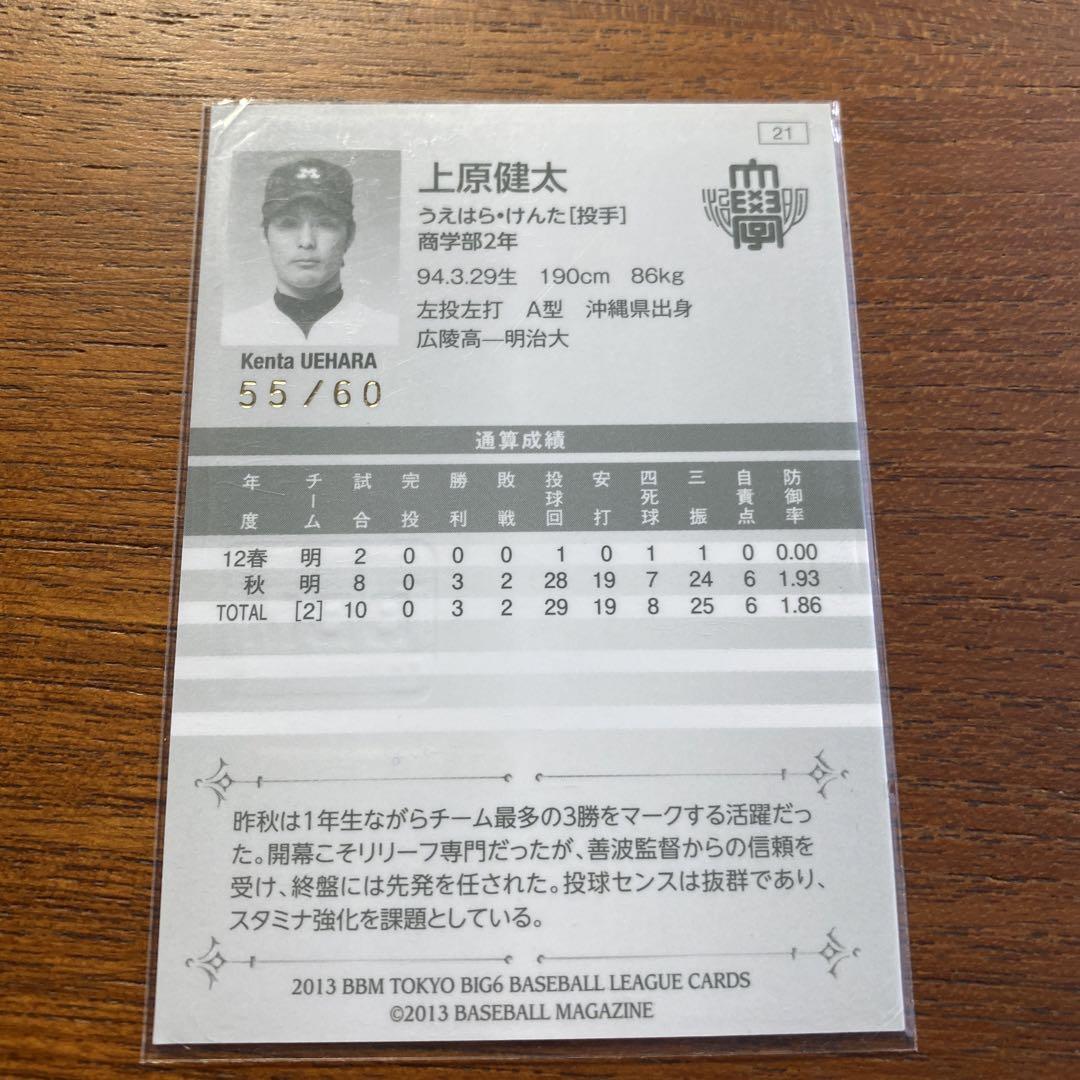 21
上原健太
うえはら・けんた[投手]
商学部2年
94.3.29生 190cm 86kg
左投左打 A型 沖縄県出身
広陵高—明治大
M
Kenta UEHARA
55/60
通算成績
年度 チーム 試合 完投 勝利 敗戦 投球回 安打 四死球 三振 自責点 防御率
12春 明 2 0 0 0 1 0 1 1 0 0.00
秋 明 8 0 3 2 28 19 7 24 6 1.93
TOTAL [2] 10 0 3 2 29 19 8 25 6 1.86
昨秋は1年生ながらチーム最多の3勝をマークする活躍だっ
た。開幕こそリリーフ専門だったが、善波監督からの信頼を
受け、終盤には先発を任された。投球センスは抜群であり、
スタミナ強化を課題としている。
2013 BBM TOKYO BIG6 BASEBALL LEAGUE CARDS
©2013 BASEBALL MAGAZINE